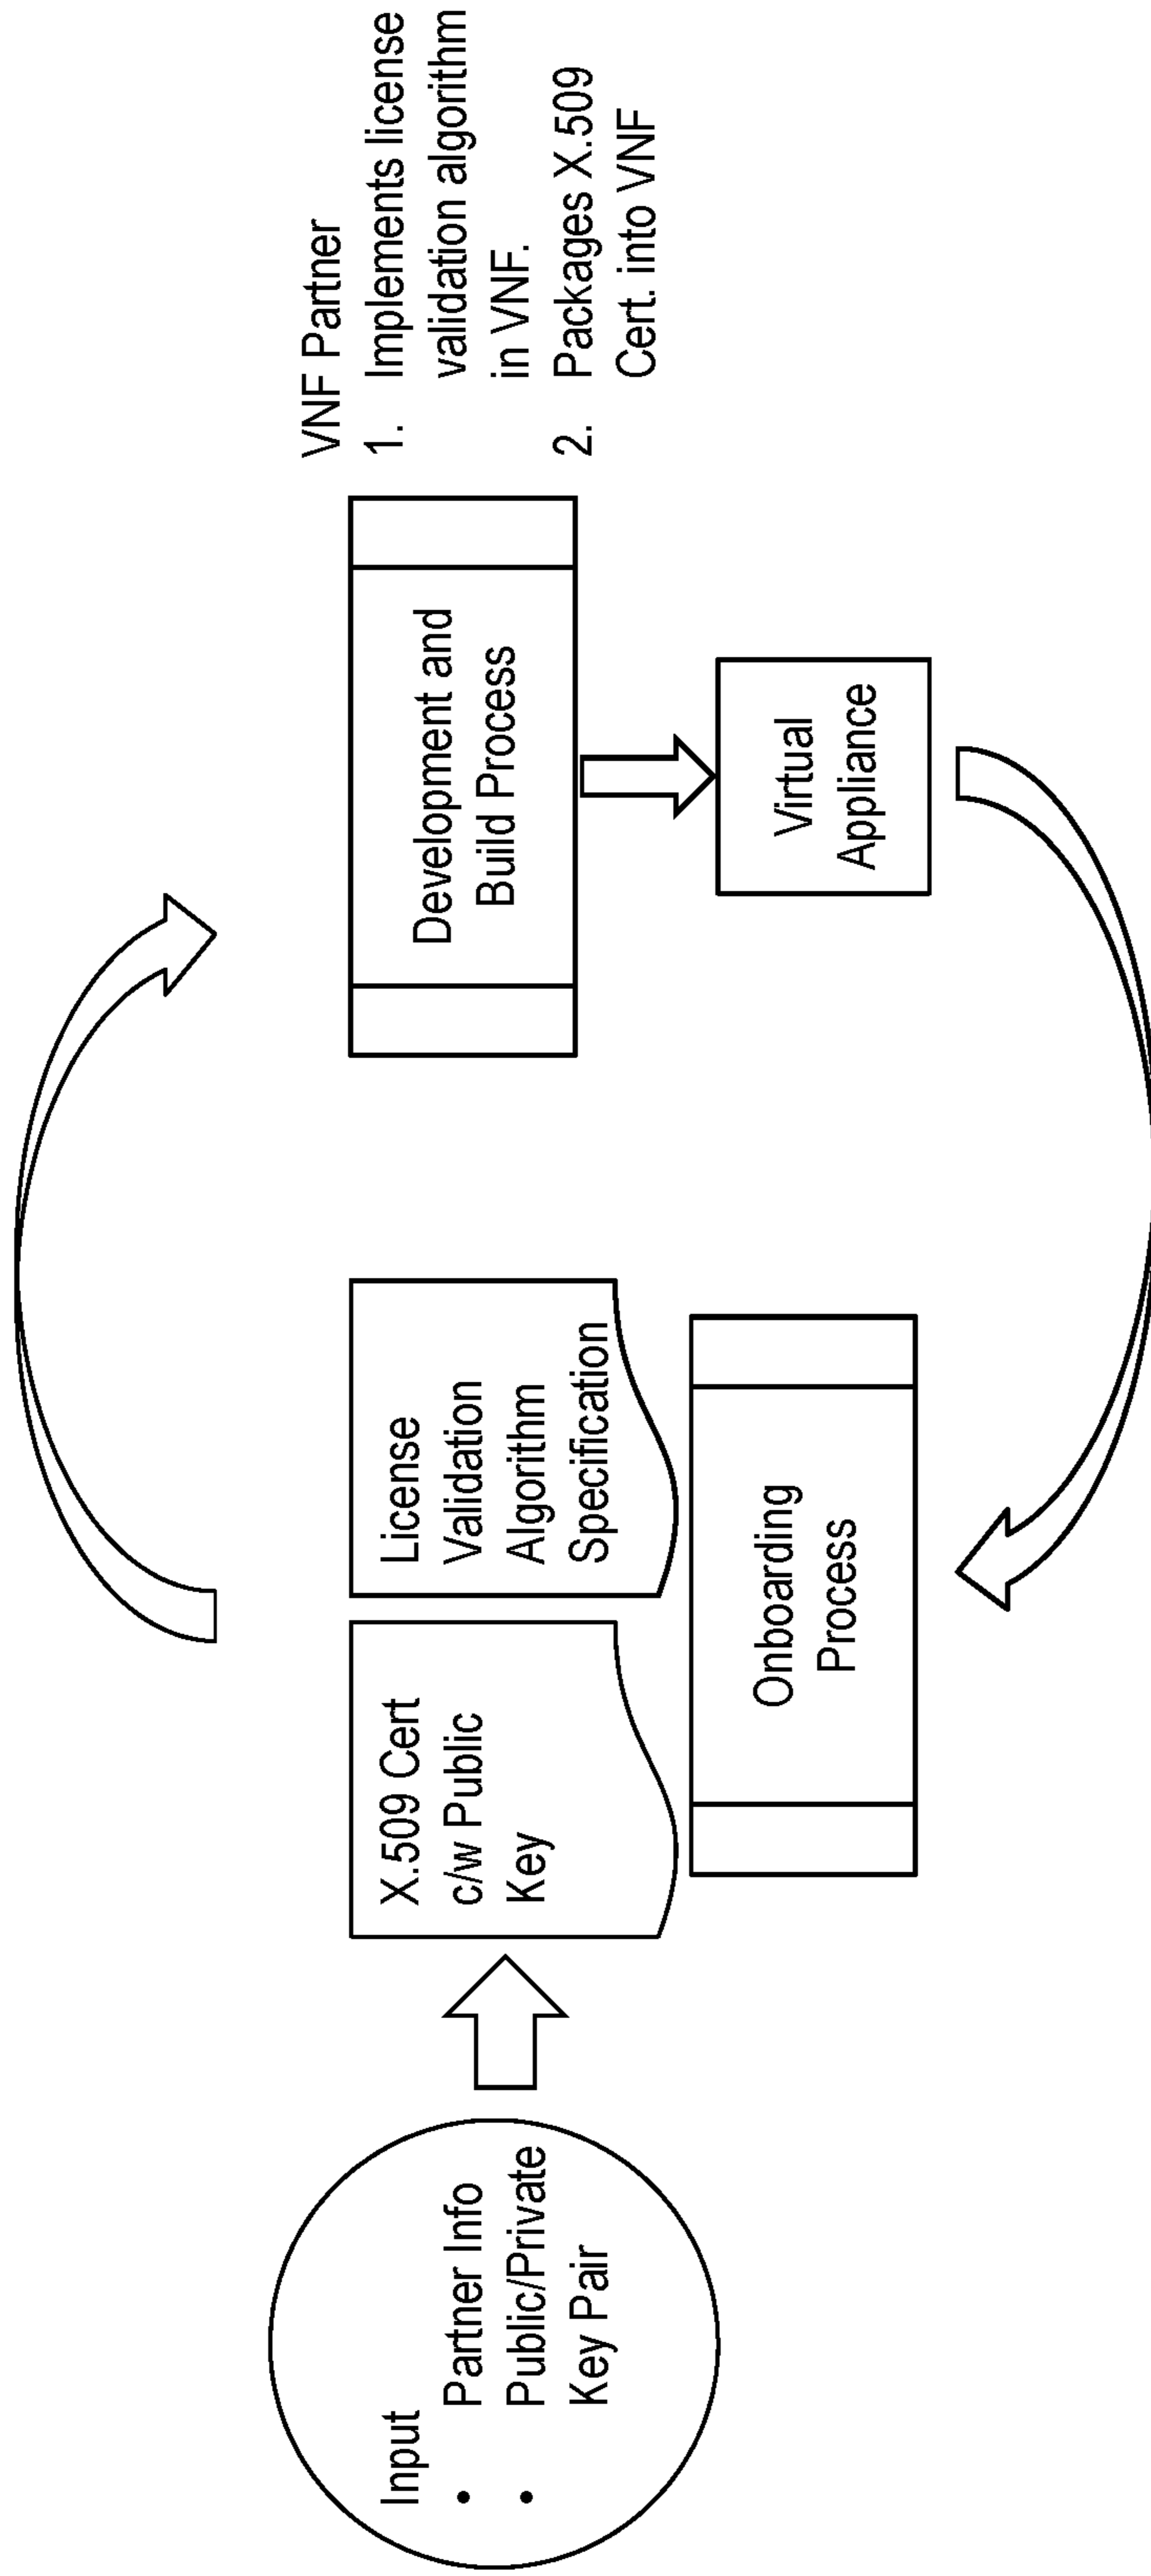 Input
• Partner Info
• Public/Private
Key Pair
X.509 Cert
c/w Public
Key
License
Validation
Algorithm
Specification
Onboarding
Process
Development and
Build Process
Virtual
Appliance
VNF Partner
1. Implements license
validation algorithm
in VNF.
2. Packages X.509
Cert. into VNF